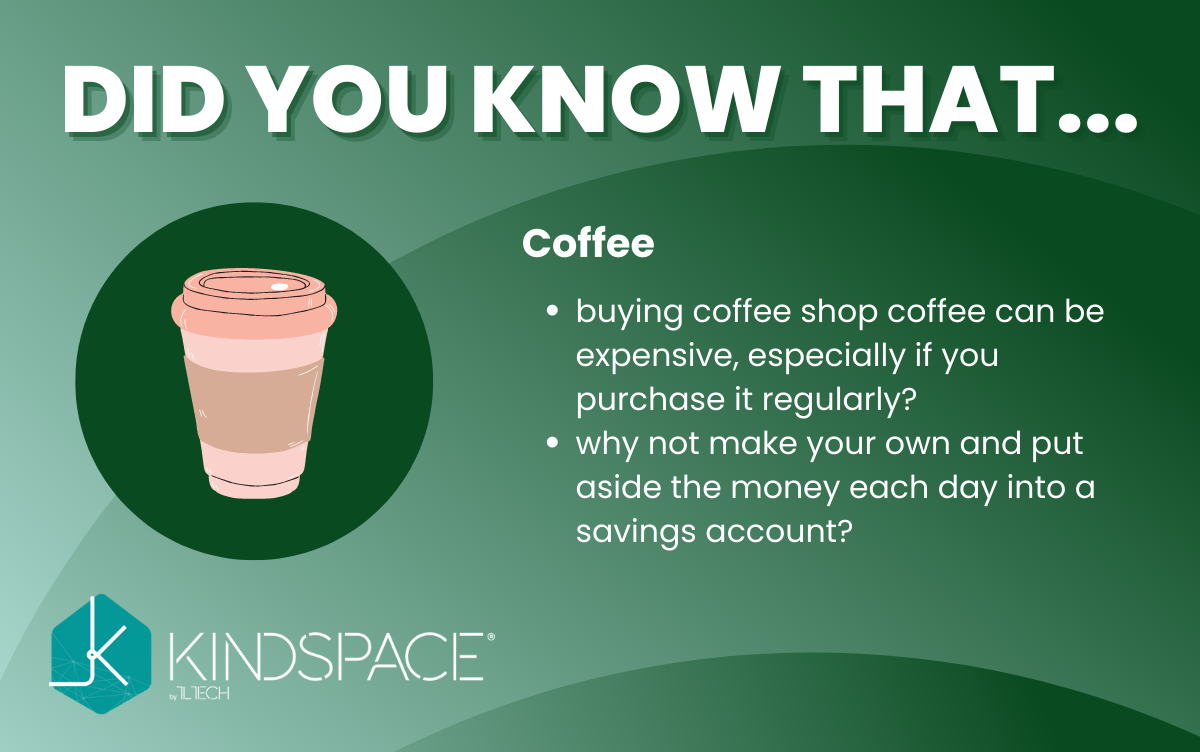 DID YOU KNOW THAT...
Coffee
• buying coffee shop coffee can be
expensive, especially if you
purchase it regularly?
• why not make your own and put
aside the money each day into a
savings account?
KINDSPACE®
by TLTECH